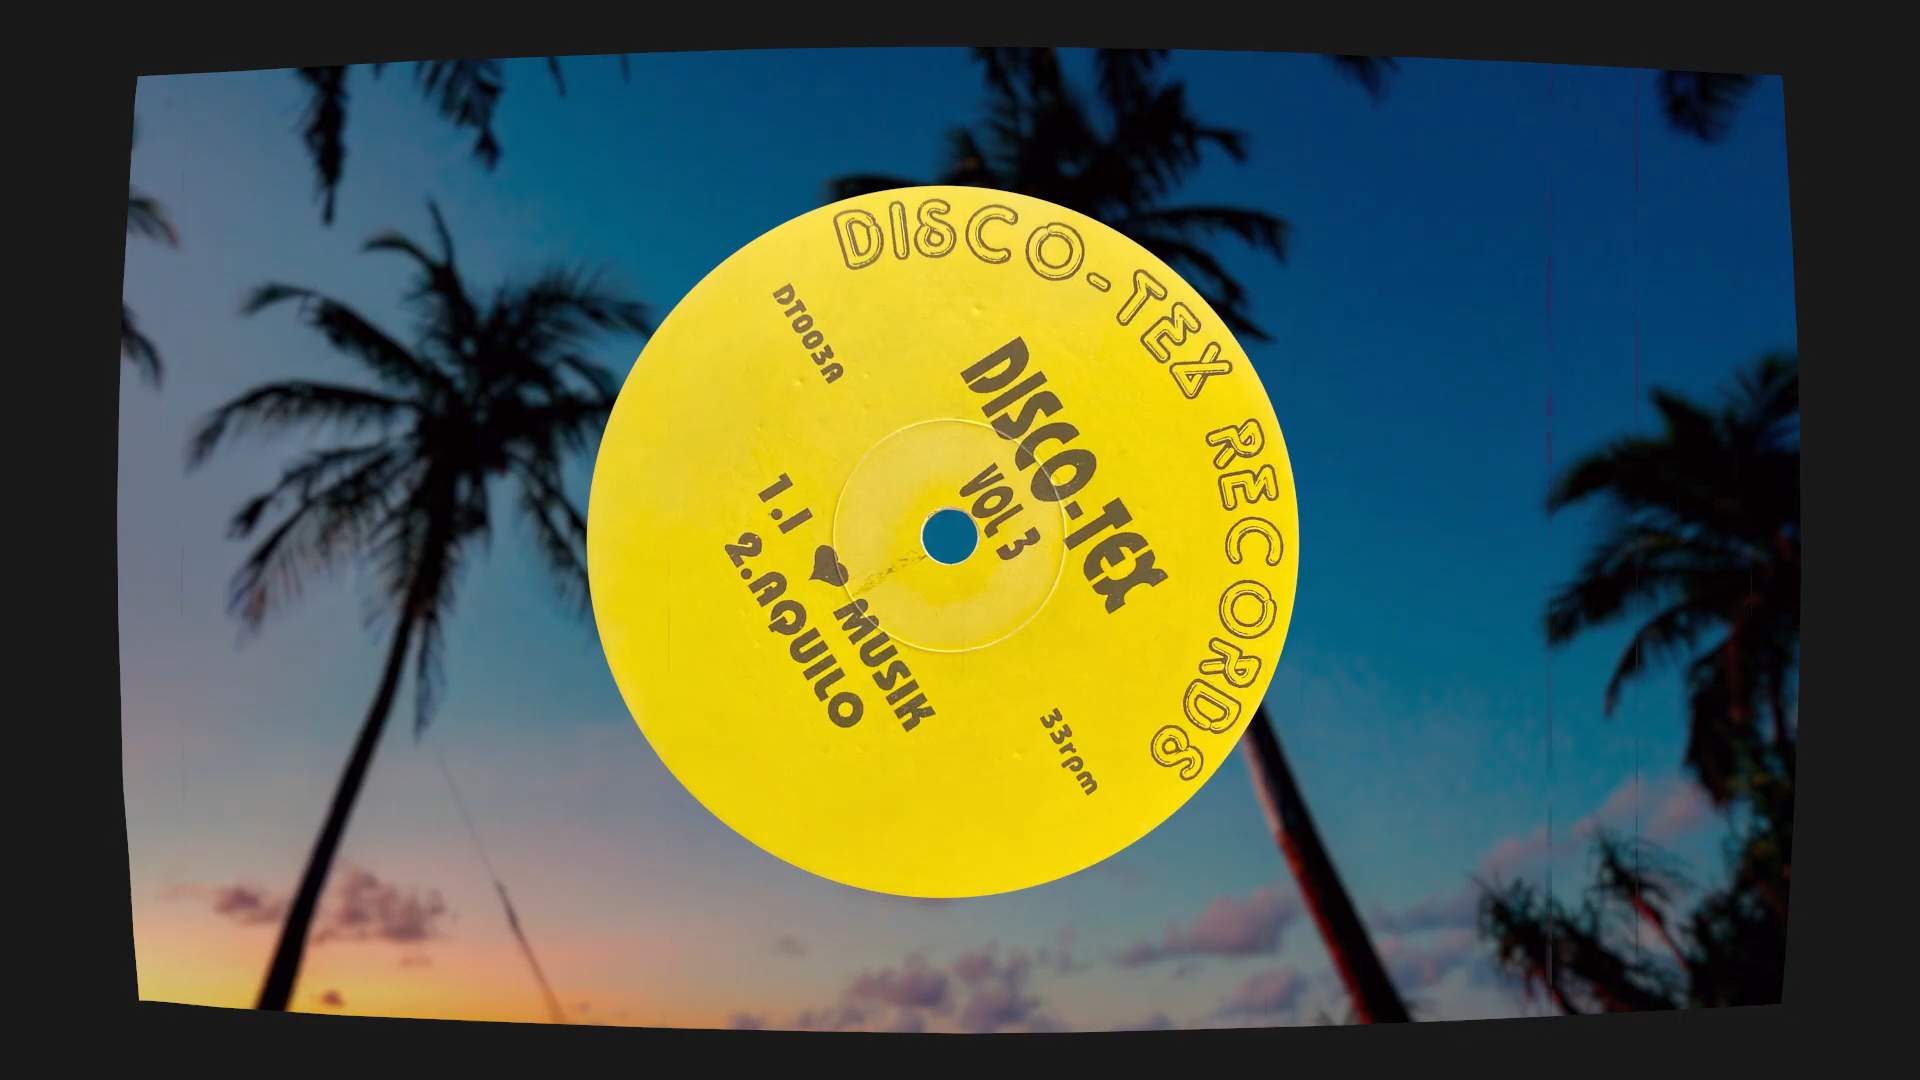 DISCO-TEX RECORDS
DISCO-TEX
VOL 3
DT003A
33rpm
1.I ♥ MUSIK
2.AQUILO